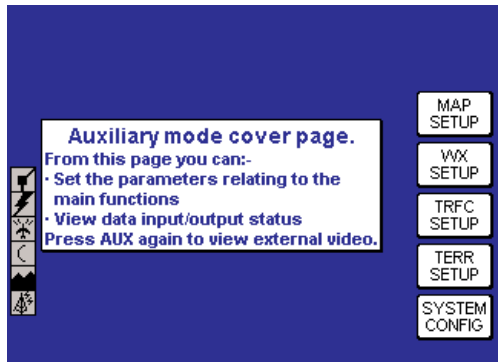 Auxiliary mode cover page.
From this page you can:-
· Set the parameters relating to the
main functions
· View data input/output status
Press AUX again to view external video.
MAP
SETUP
WX
SETUP
TRFC
SETUP
TERR
SETUP
SYSTEM
CONFIG